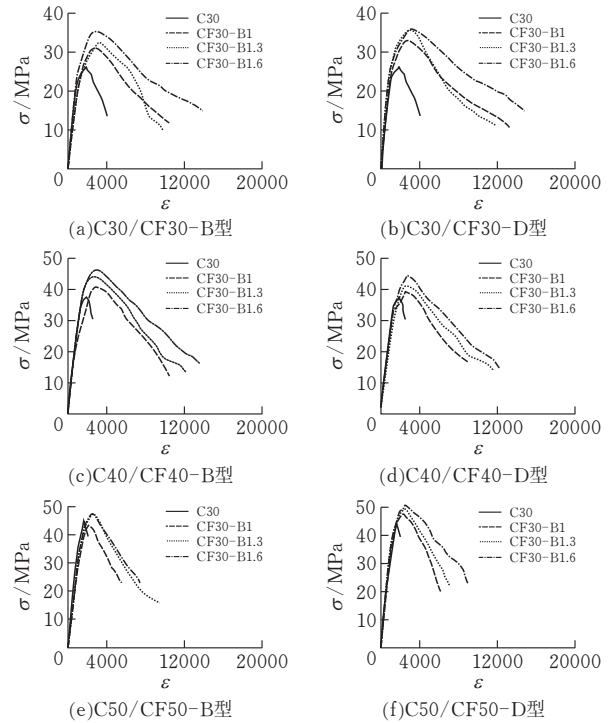 σ/MPa
40
30
20
10
0
4000
12000
20000
ε
C30
CF30-B1
CF30-B1.3
CF30-B1.6
(a)C30/CF30-B型
σ/MPa
40
30
20
10
0
4000
12000
20000
ε
C30
CF30-B1
CF30-B1.3
CF30-B1.6
(b)C30/CF30-D型
σ/MPa
50
40
30
20
10
0
4000
12000
20000
ε
C30
CF30-B1
CF30-B1.3
CF30-B1.6
(c)C40/CF40-B型
σ/MPa
50
40
30
20
10
0
4000
12000
20000
ε
C30
CF30-B1
CF30-B1.3
CF30-B1.6
(d)C40/CF40-D型
σ/MPa
50
40
30
20
10
0
4000
12000
20000
ε
C30
CF30-B1
CF30-B1.3
CF30-B1.6
(e)C50/CF50-B型
σ/MPa
50
40
30
20
10
0
4000
12000
20000
ε
C30
CF30-B1
CF30-B1.3
CF30-B1.6
(f)C50/CF50-D型